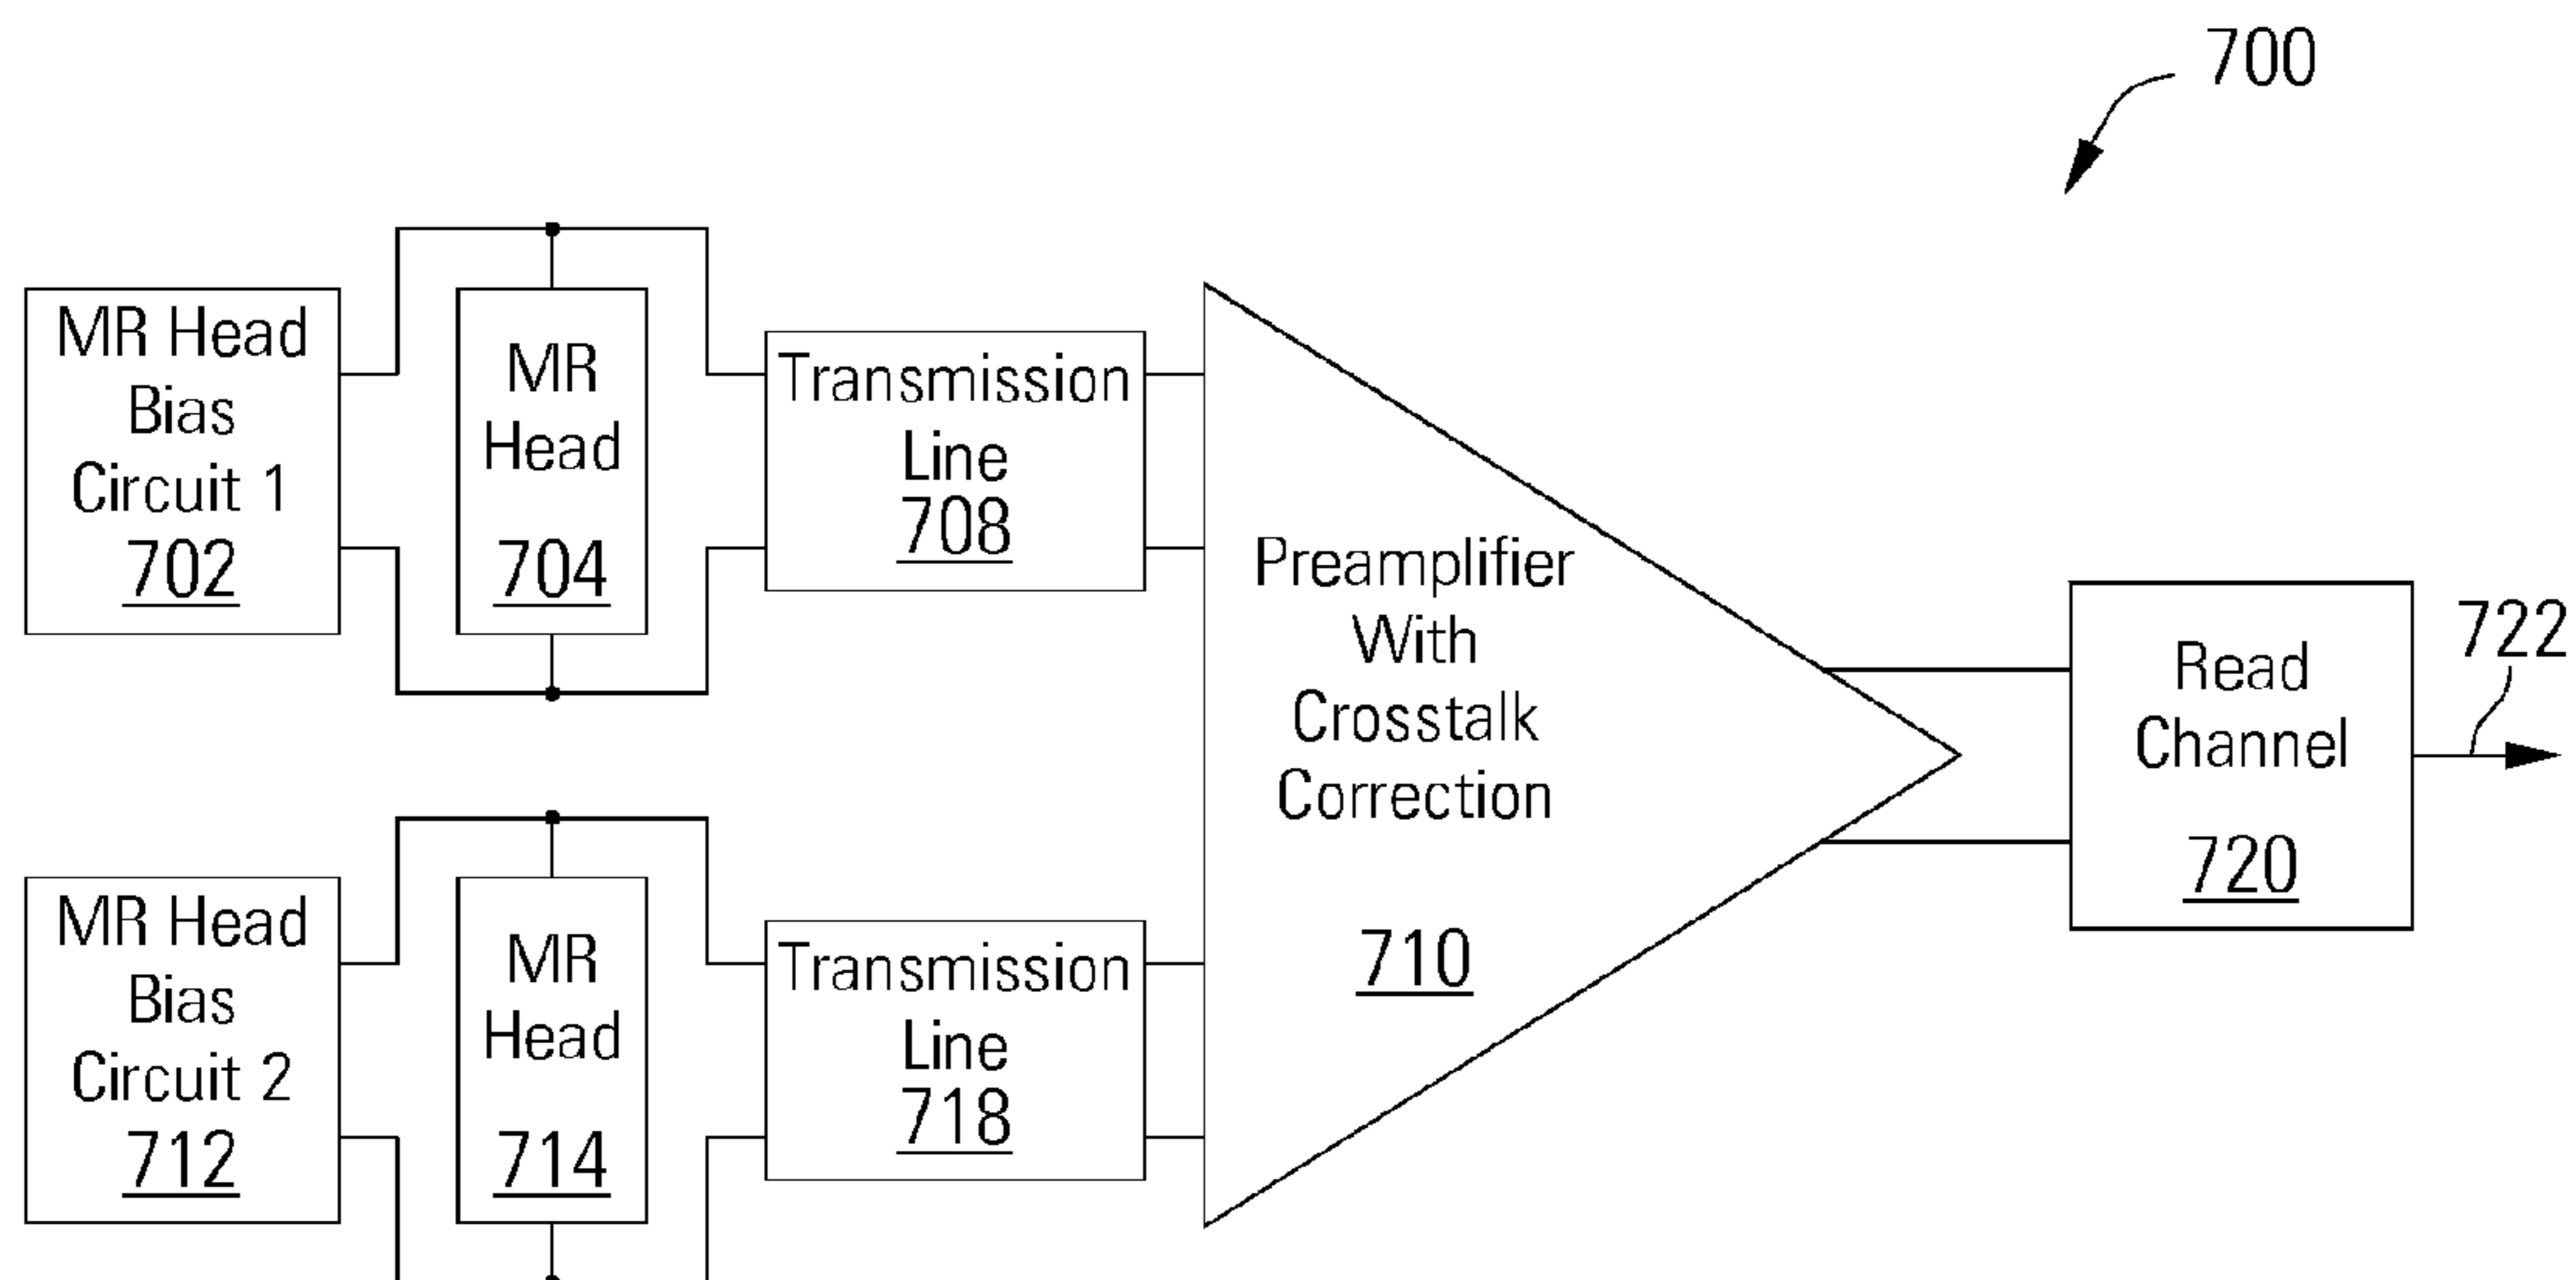 700
MR Head
Bias
Circuit 1
702
MR
Head
704
Transmission
Line
708
Preamplifier
With
Crosstalk
Correction
710
Read
Channel
720
722
MR Head
Bias
Circuit 2
712
MR
Head
714
Transmission
Line
718